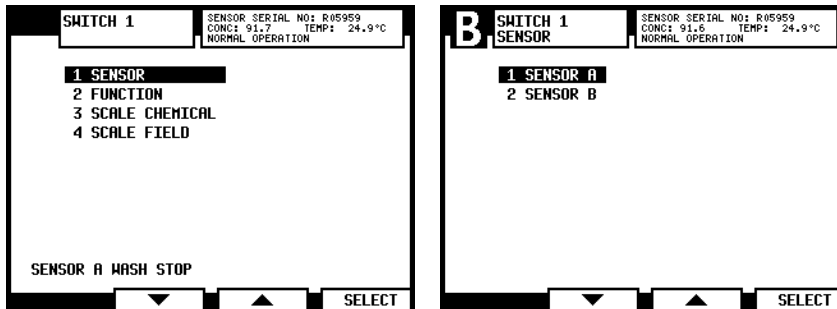 SWITCH 1
SENSOR SERIAL NO: R05959
CONC: 91.7 TEMP: 24.9°C
NORMAL OPERATION
1 SENSOR
2 FUNCTION
3 SCALE CHEMICAL
4 SCALE FIELD
SENSOR A WASH STOP
SELECT
B
SWITCH 1
SENSOR
SENSOR SERIAL NO: R05959
CONC: 91.6 TEMP: 24.9°C
NORMAL OPERATION
1 SENSOR A
2 SENSOR B
SELECT